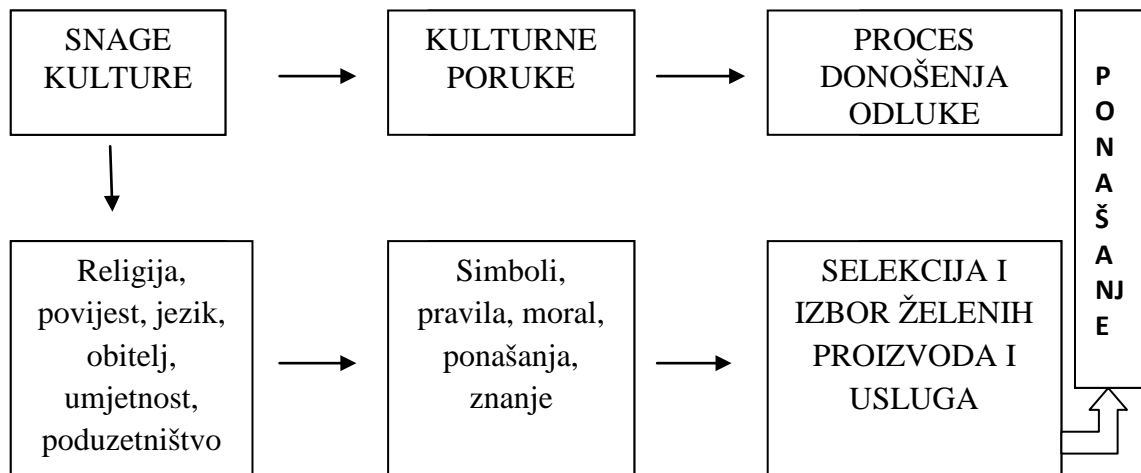 SNAGE
KULTURE
KULTURNE
PORUKE
PROCES
DONOŠENJA
ODLUKE
P
O
N
A
Š
A
NJ
E
Religija,
povijest, jezik,
obitelj,
umjetnost,
poduzetništvo
Simboli,
pravila, moral,
ponašanja,
znanje
SELEKCIJA I
IZBOR ŽELENIH
PROIZVODA I
USLUGA